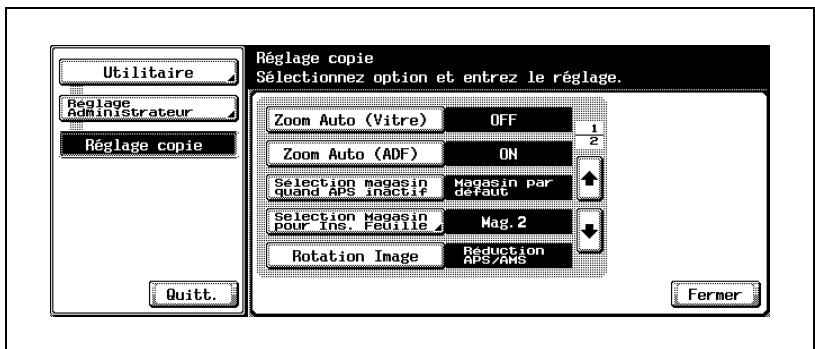 Utilitaire
Réglage
Administrateur
Réglage copie
Quitt.
Réglage copie
Sélectionnez option et entrez le réglage.
Zoom Auto (Vitre) OFF
Zoom Auto (ADF) ON
Sélection magasin
quand APS inactif
Magasin par
défaut
Sélection Magasin
pour Ins. Feuille
Mag. 2
Rotation Image
Réduction
APS/AMS
1
2
Fermer